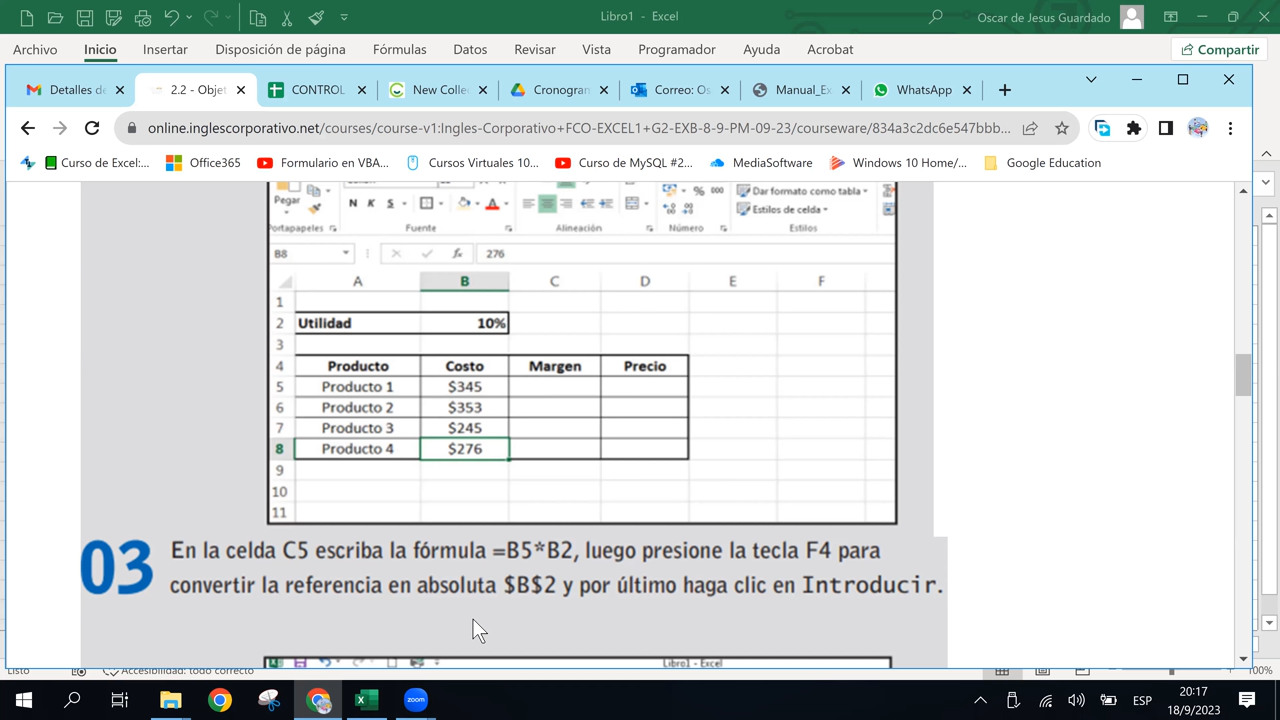 Libro1 - Excel
Oscar de Jesus Guardado
Archivo Inicio Insertar Disposición de página Fórmulas Datos Revisar Vista Programador Ayuda Acrobat Compartir
Detalles de 2.2 - Objet CONTROL New Colle Cronogran Correo: Os Manual_Ex WhatsApp
online.inglescorporativo.net/courses/course-v1:Ingles-Corporativo+FCO-EXCEL1+G2-EXB-B-9-PM-09-23/courseware/834a3c2dc6e547bbb...
Curso de Excel:... Office365 Formulario en VBA... Cursos Virtuales 10... Curso de MySQL #2... MediaSoftware Windows 10 Home/... Google Education
Pegar N K S % 000 Dar formato como tabla
Estilos de celda
Portapapeles Fuente Alineación Número Estilos
B8 fx 276
A B C D E F
1
2 Utilidad 10%
3
4 Producto Costo Margen Precio
5 Producto 1 $345
6 Producto 2 $353
7 Producto 3 $245
8 Producto 4 $276
9
10
11
03 En la celda C5 escriba la fórmula =B5*B2, luego presione la tecla F4 para
convertir la referencia en absoluta $B$2 y por último haga clic en Introducir.
Libro1 - Excel
Listo Accesibilidad: todo correcto 100%
zoom
ESP
20:17
18/9/2023